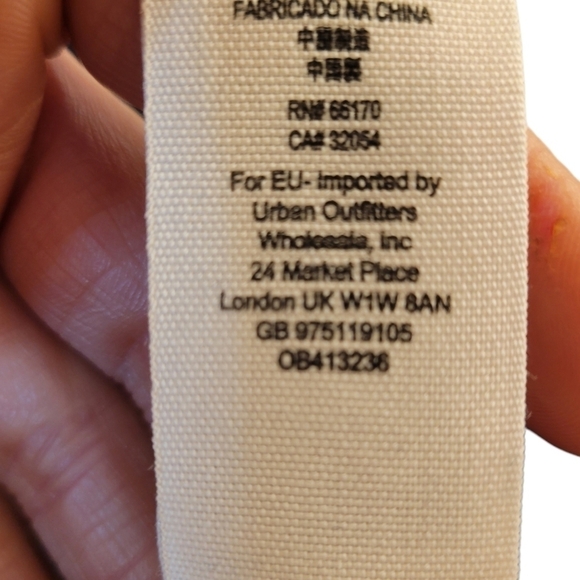 FABRICADO NA CHINA
中國製造
中国製
RN# 66170
CA# 32054
For EU- Imported by
Urban Outfitters
Wholesale, Inc
24 Market Place
London UK W1W 8AN
GB 975119105
OB413236